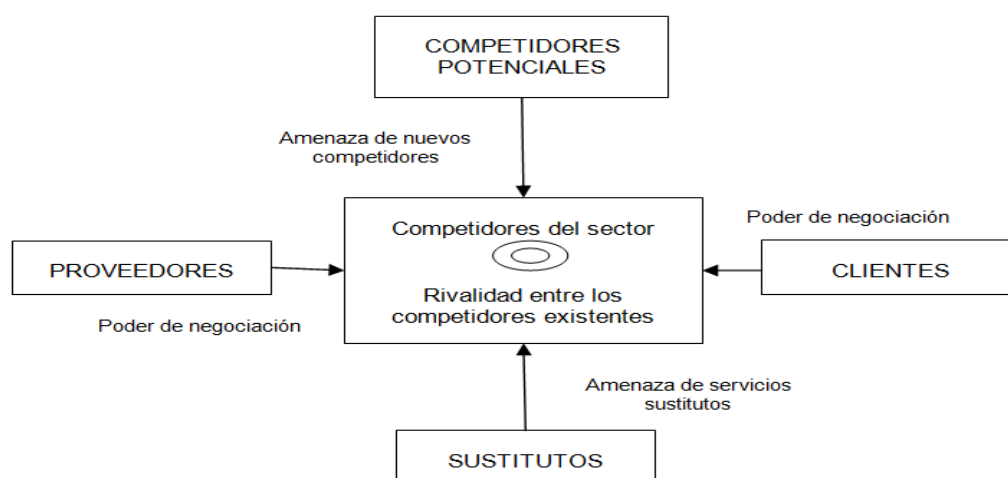 COMPETIDORES
POTENCIALES
Amenaza de nuevos
competidores
Competidores del sector
Poder de negociación
PROVEEDORES
CLIENTES
Rivalidad entre los
competidores existentes
Poder de negociación
Amenaza de servicios
sustitutos
SUSTITUTOS